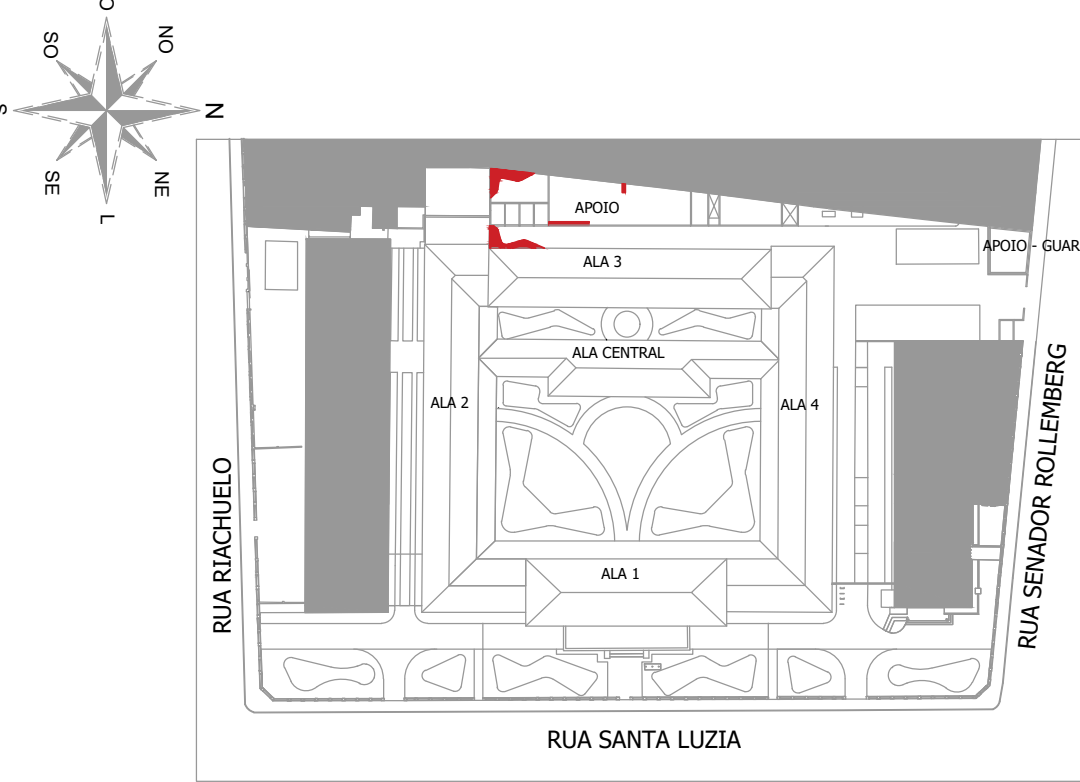 O
SO
NO
S
N
SE
NE
L
APOIO
APOIO - GUAR
ALA 3
ALA CENTRAL
ALA 2
ALA 4
ALA 1
RUA RIACHUELO
RUA SENADOR ROLLEMBERG
RUA SANTA LUZIA